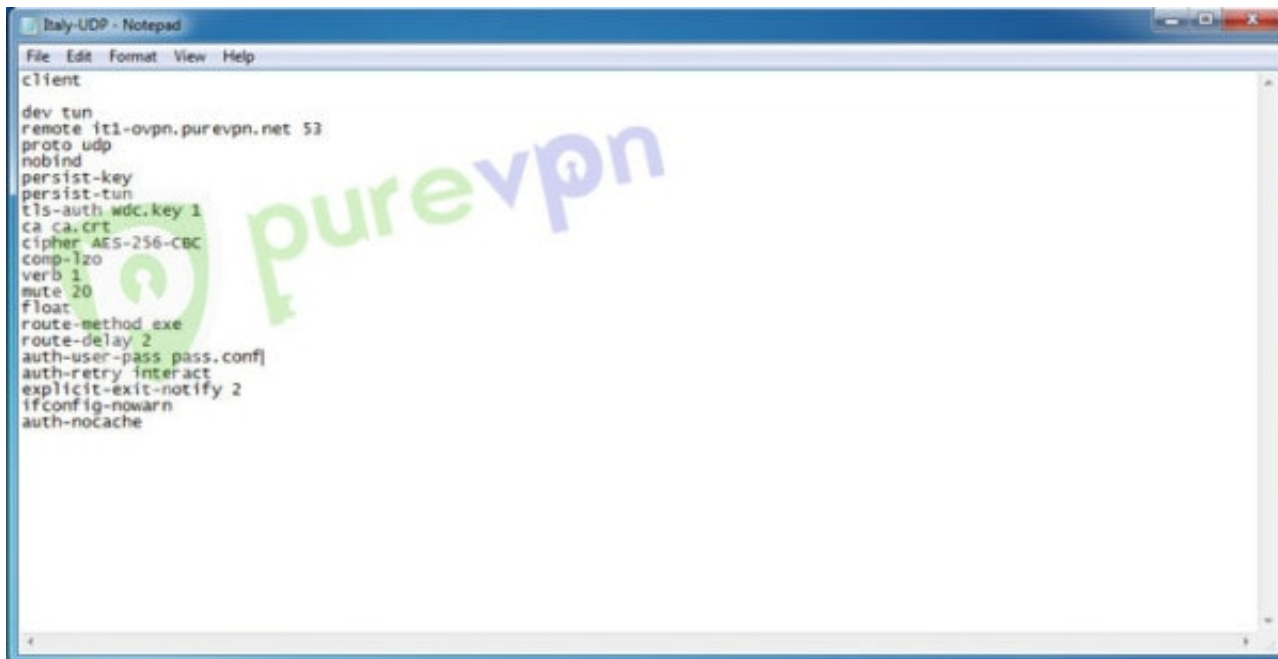 Italy-UDP - Notepad
File Edit Format View Help
client
dev tun
remote it1-ovpn.purevpn.net 53
proto udp
nobind
persist-key
persist-tun
tls-auth wdc.key 1
ca ca.crt
cipher AES-256-CBC
comp-lzo
verb 1
mute 20
float
route-method exe
route-delay 2
auth-user-pass pass.conf
auth-retry interact
explicit-exit-notify 2
ifconfig-nowarn
auth-nocache
purevpn